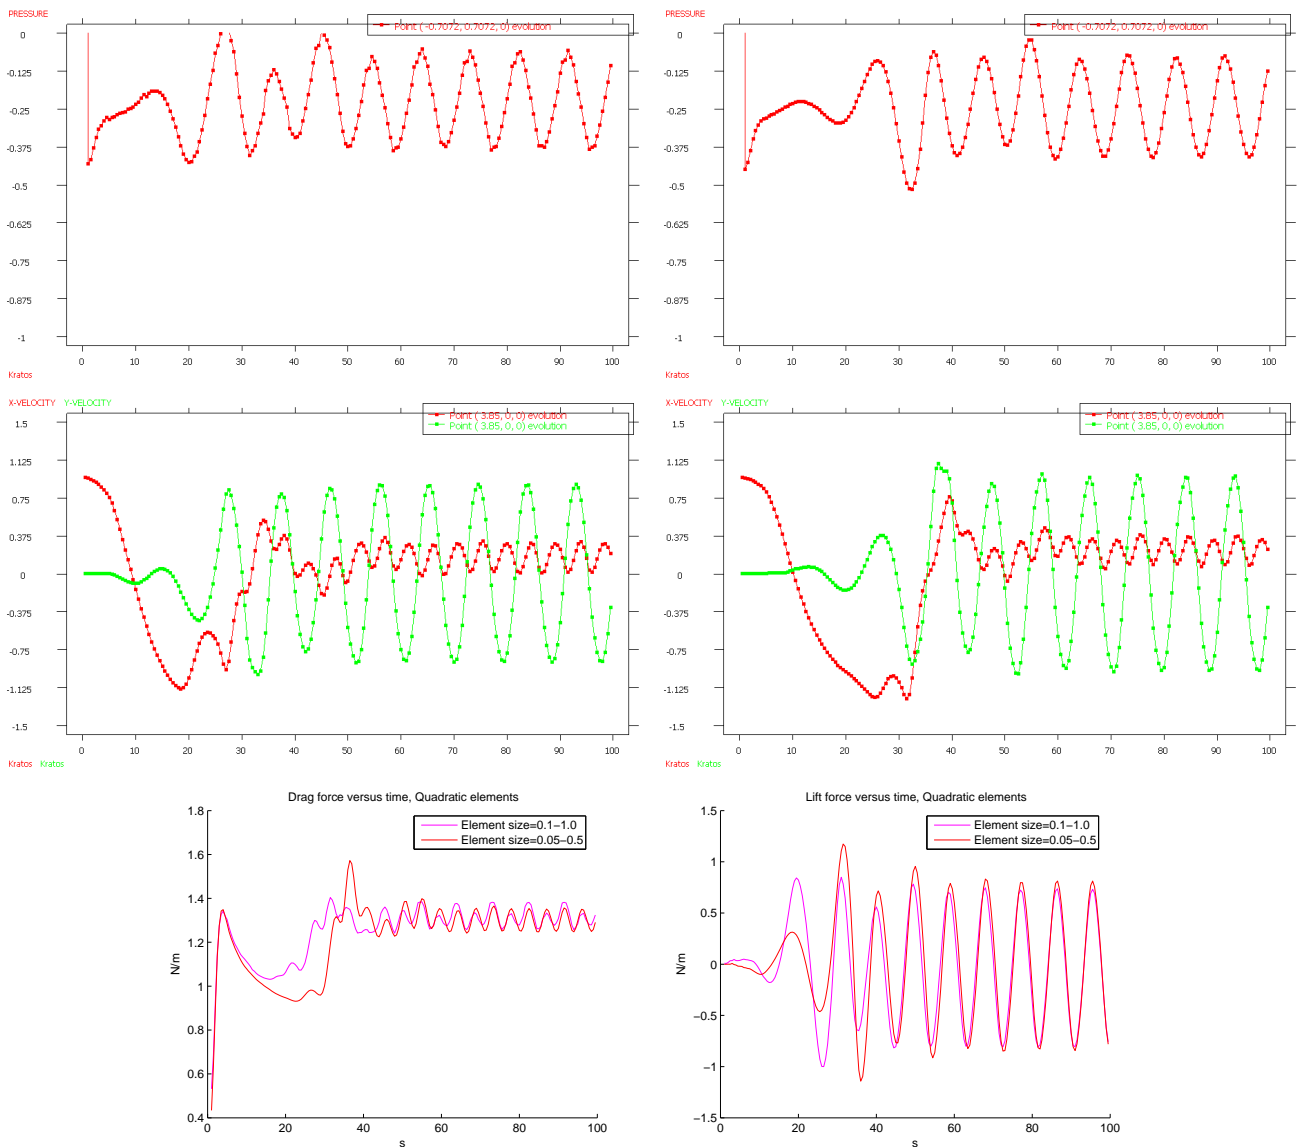 PRESSURE
Point ( -0.7072, 0.7072, 0) evolution
0
-0.125
-0.25
-0.375
-0.5
-0.625
-0.75
-0.875
-1
0 10 20 30 40 50 60 70 80 90 100
Kratos
PRESSURE
Point ( -0.7072, 0.7072, 0) evolution
0
-0.125
-0.25
-0.375
-0.5
-0.625
-0.75
-0.875
-1
0 10 20 30 40 50 60 70 80 90 100
Kratos
X-VELOCITY Y-VELOCITY
Point ( 3.85, 0, 0) evolution
Point ( 3.85, 0, 0) evolution
1.5
1.125
0.75
0.375
0
-0.375
-0.75
-1.125
-1.5
0 10 20 30 40 50 60 70 80 90 100
Kratos Kratos
X-VELOCITY Y-VELOCITY
Point ( 3.85, 0, 0) evolution
Point ( 3.85, 0, 0) evolution
1.5
1.125
0.75
0.375
0
-0.375
-0.75
-1.125
-1.5
0 10 20 30 40 50 60 70 80 90 100
Kratos Kratos
Drag force versus time, Quadratic elements
Element size=0.1−1.0
Element size=0.05−0.5
1.8
1.6
1.4
1.2
1
0.8
0.6
0.4
N/m
0 20 40 60 80 100
s
Lift force versus time, Quadratic elements
Element size=0.1−1.0
Element size=0.05−0.5
1.5
1
0.5
0
−0.5
−1
−1.5
N/m
0 20 40 60 80 100
s